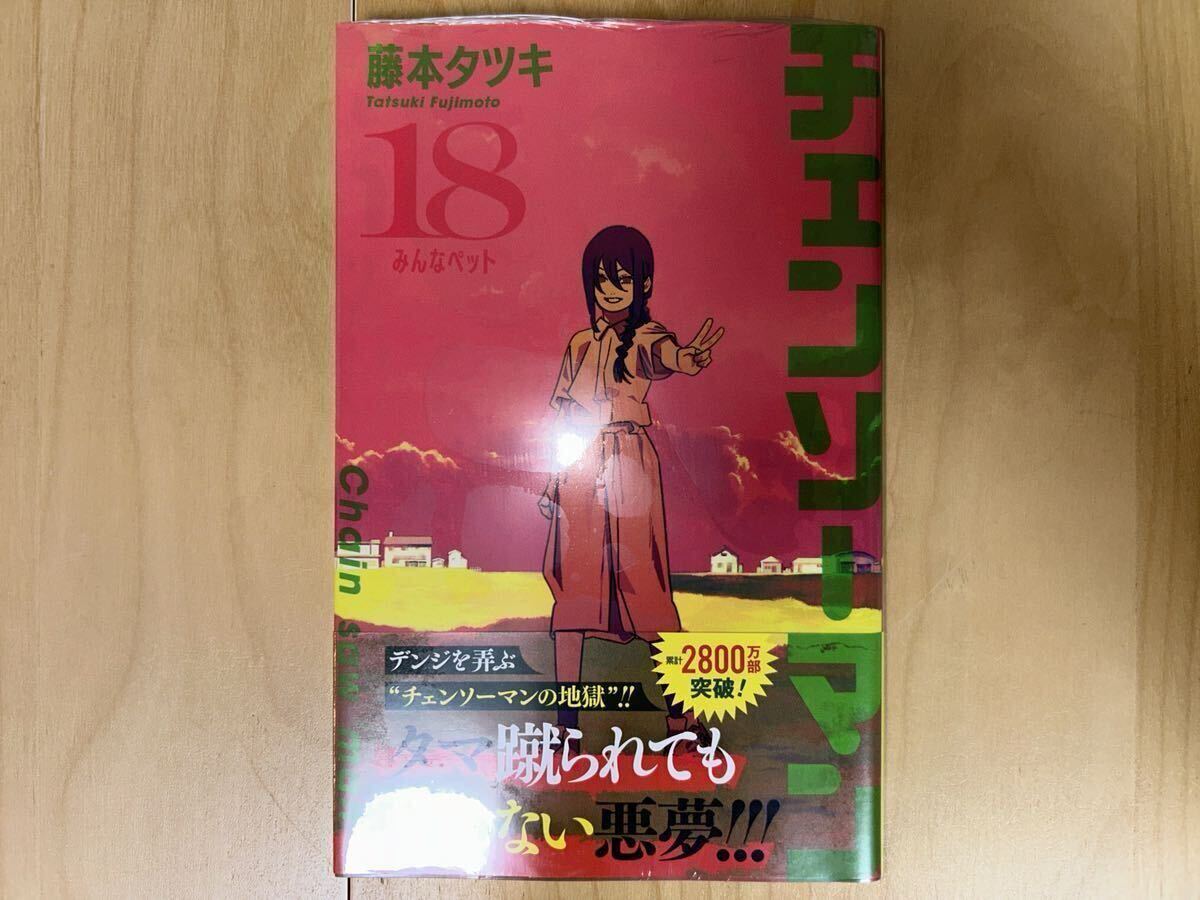 藤本タツキ
Tatsuki Fujimoto
18
みんなペット
チェンソーマン
Chain saw
デンジを弄ぶ
“チェンソーマンの地獄”!!
累計2800万部
突破!
タマ蹴られても
ない悪夢!!!